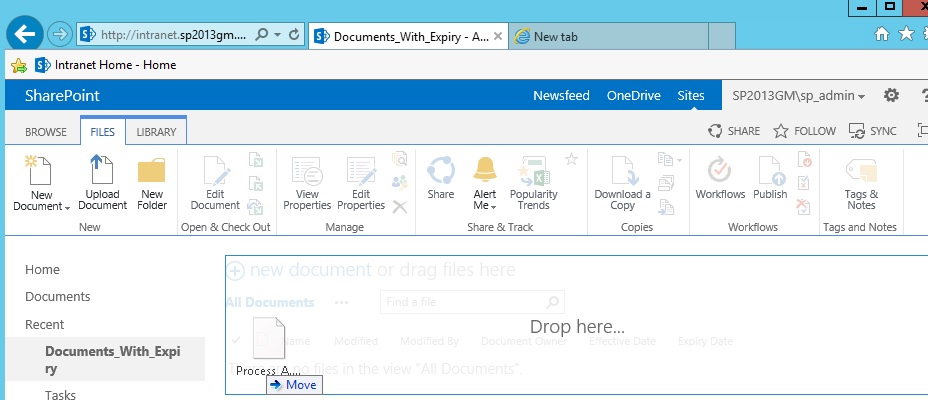 http://intranet.sp2013gm....
Documents_With_Expiry - A...
New tab
Intranet Home - Home
SharePoint
Newsfeed
OneDrive
Sites
SP2013GM\sp_admin
BROWSE
FILES
LIBRARY
SHARE
FOLLOW
SYNC
New
Document
Upload
Document
New
Folder
Edit
Document
View
Properties
Edit
Properties
Share
Alert
Me
Popularity
Trends
Download a
Copy
Workflows
Publish
Tags &
Notes
New
Open & Check Out
Manage
Share & Track
Copies
Workflows
Tags and Notes
Home
Documents
Recent
Documents_With_Expi
ry
Tasks
new document or drag files here
All Documents
...
Find a file
Drop here...
Name
Modified
Modified By
Document Owner
Effective Date
Expiry Date
no files in the view "All Documents".
Process_A....
Move